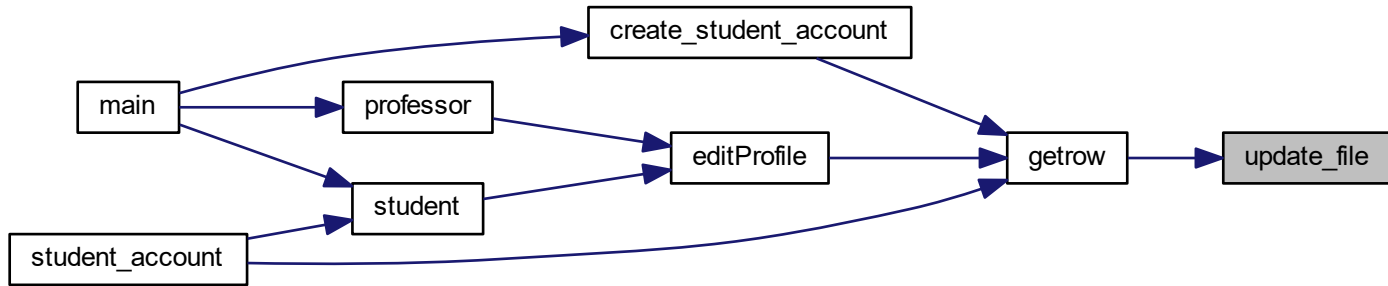 create_student_account
main
professor
editProfile
getrow
update_file
student
student_account